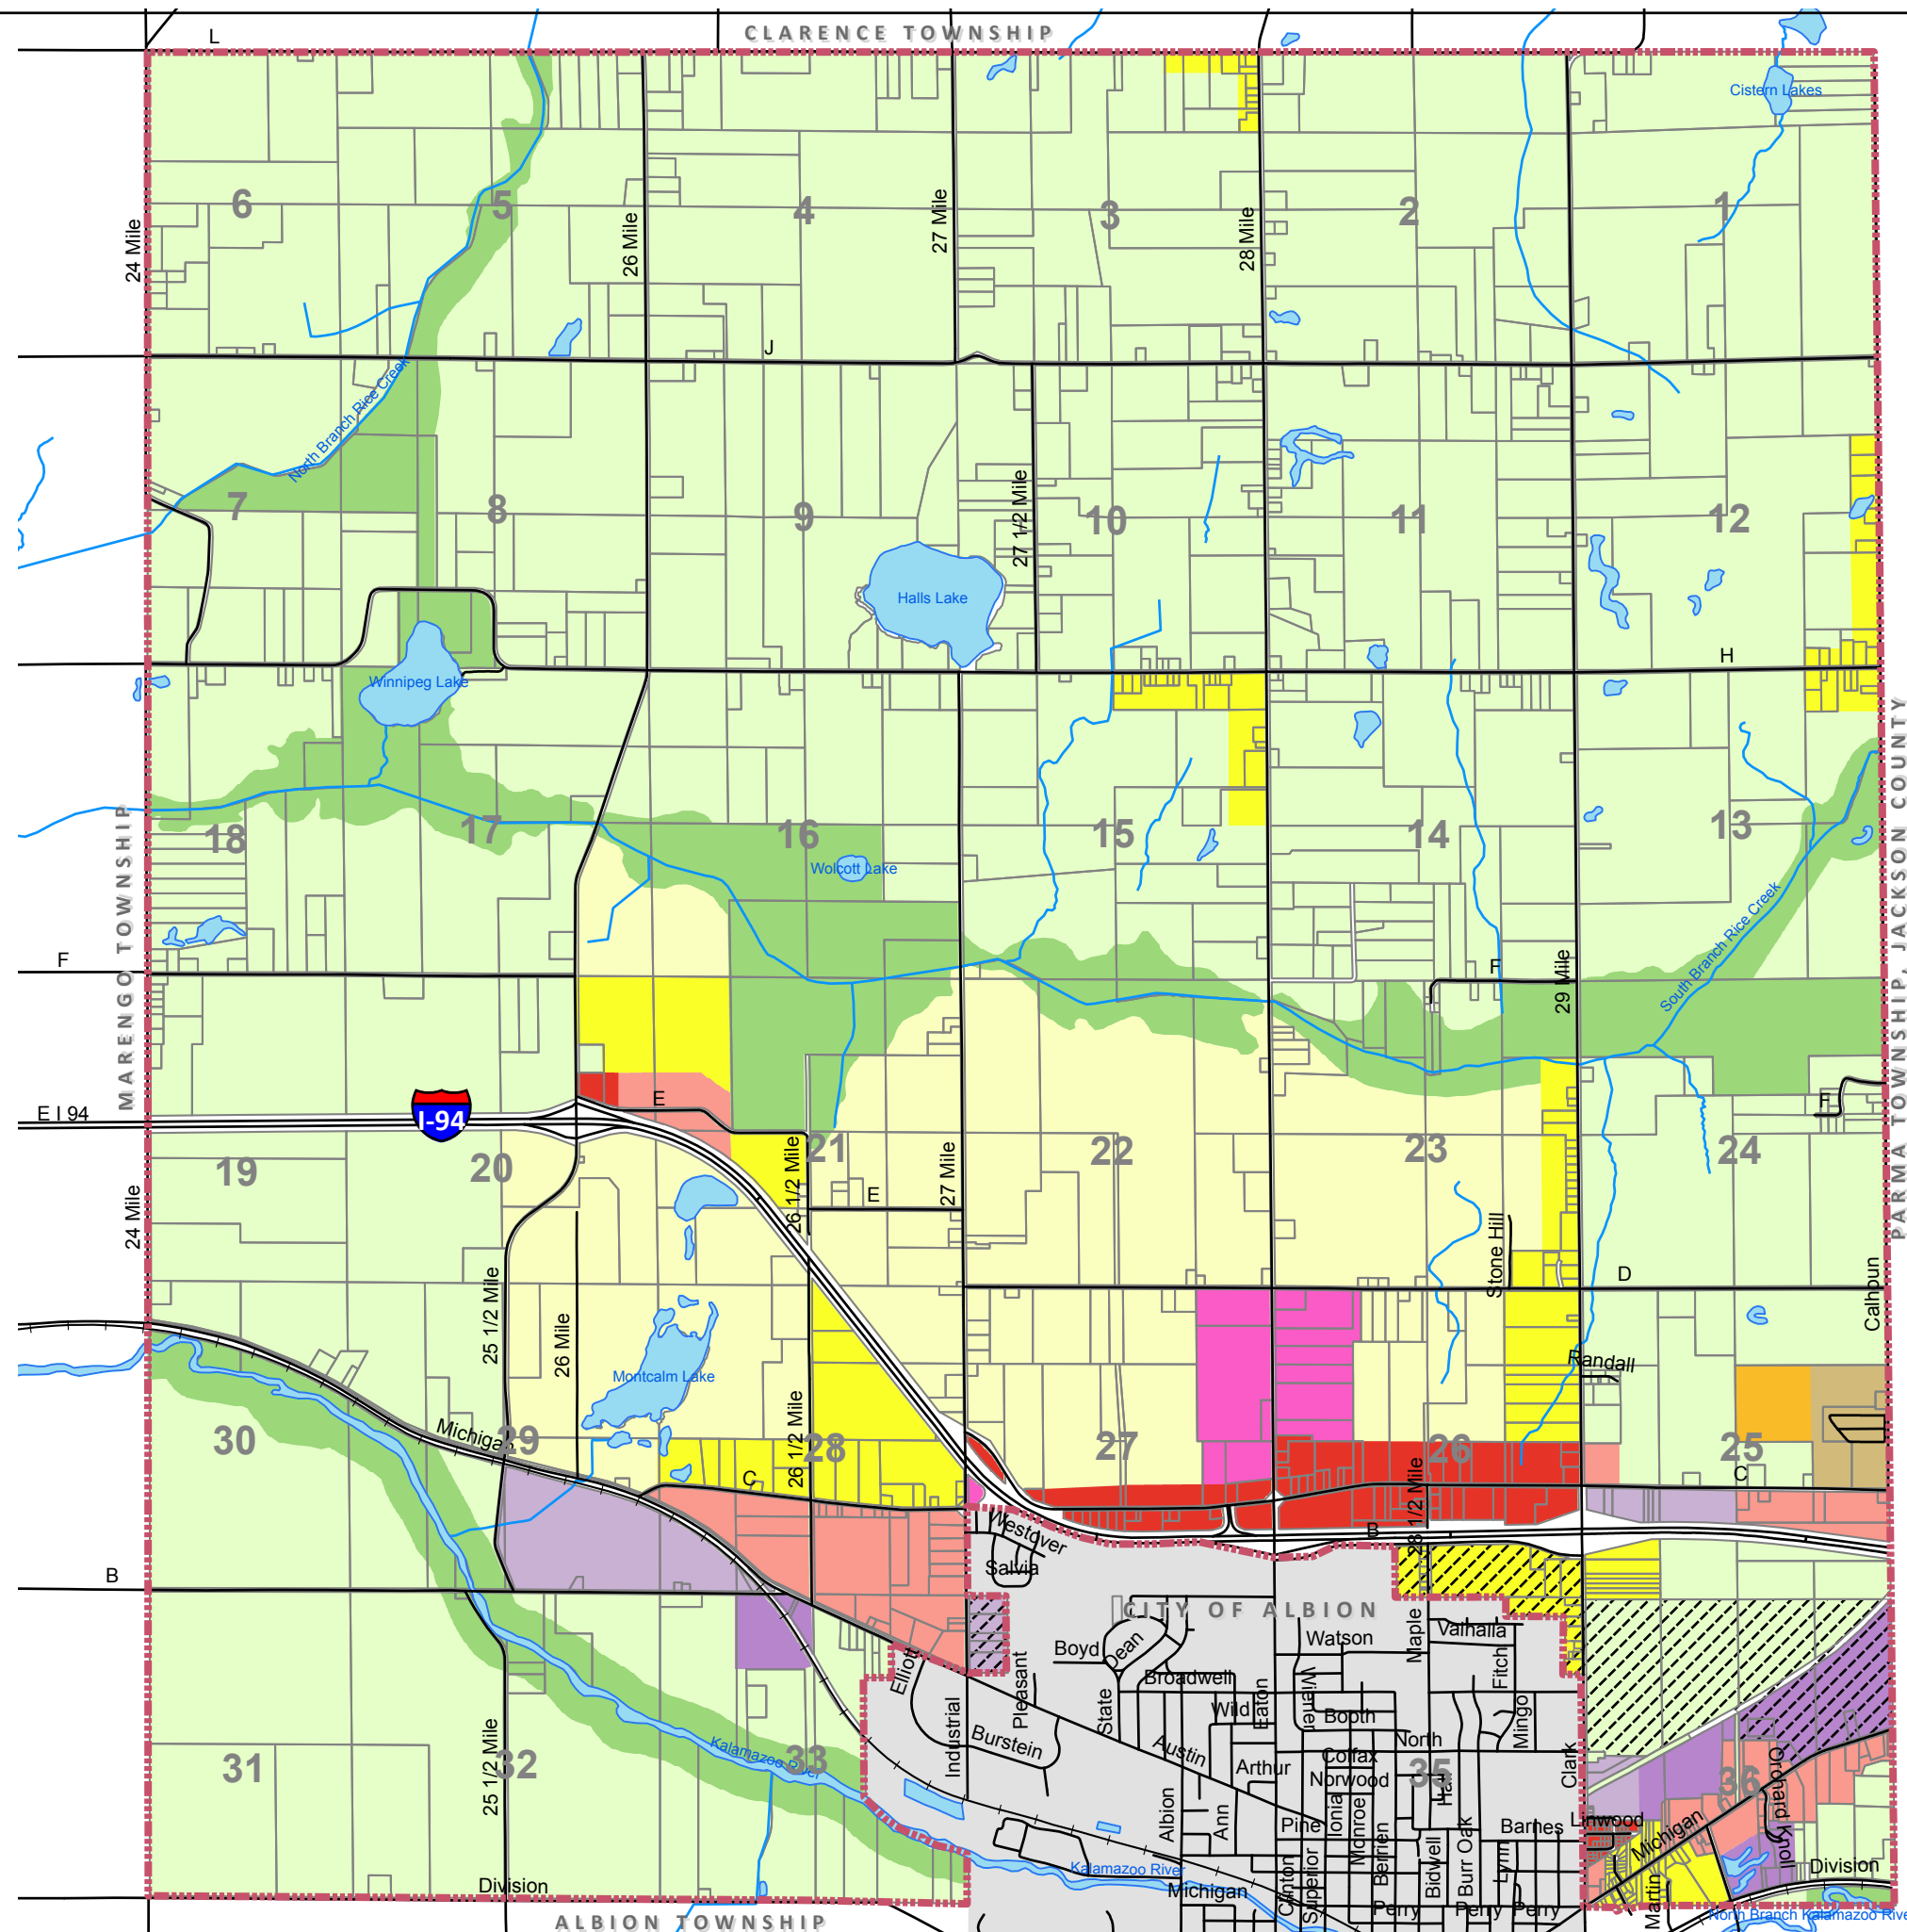 CLARENCE TOWNSHIP
L
Cistern Lakes
6
5
4
3
2
1
24 Mile
26 Mile
27 Mile
28 Mile
J
North Branch Rice Creek
7
8
9
27 1/2 Mile
10
11
12
Halls Lake
H
Winnipeg Lake
MARENGO TOWNSHIP
PARMA TOWNSHIP, JACKSON COUNTY
18
17
16
15
14
13
Wolcott Lake
South Branch Rice Creek
F
F
29 Mile
E I 94
I-94
E
F
19
20
26 1/2 Mile
21
27 Mile
22
23
24
24 Mile
E
Stone Hill
D
Calhoun
25 1/2 Mile
26 Mile
Montcalm Lake
26 1/2 Mile
Randall
30
Michigan
29
28
27
26
25
C
C
28 1/2 Mile
B
Westover
Salvia
B
CITY OF ALBION
Boyd
Dean
Watson
Maple
Valhalla
Elliott
Pleasant
Broadwell
Wiener
Fitch
Industrial
State
Wild
Eaton
Booth
Mingo
Burstein
Austin
North
31
25 1/2 Mile
32
Kalamazoo River
33
Arthur
Colfax
Norwood
35
Hall
Clark
36
Orchard Knoll
Albion
Ann
Pine
Ionia
Monroe
Berrien
Bidwell
Burr Oak
Barnes
Lynn
Linwood
Michigan
Kalamazoo River
Clinton
Superior
Division
Michigan
Perry
Perry
Perry
Martin
Division
North Branch Kalamazoo Rive
ALBION TOWNSHIP